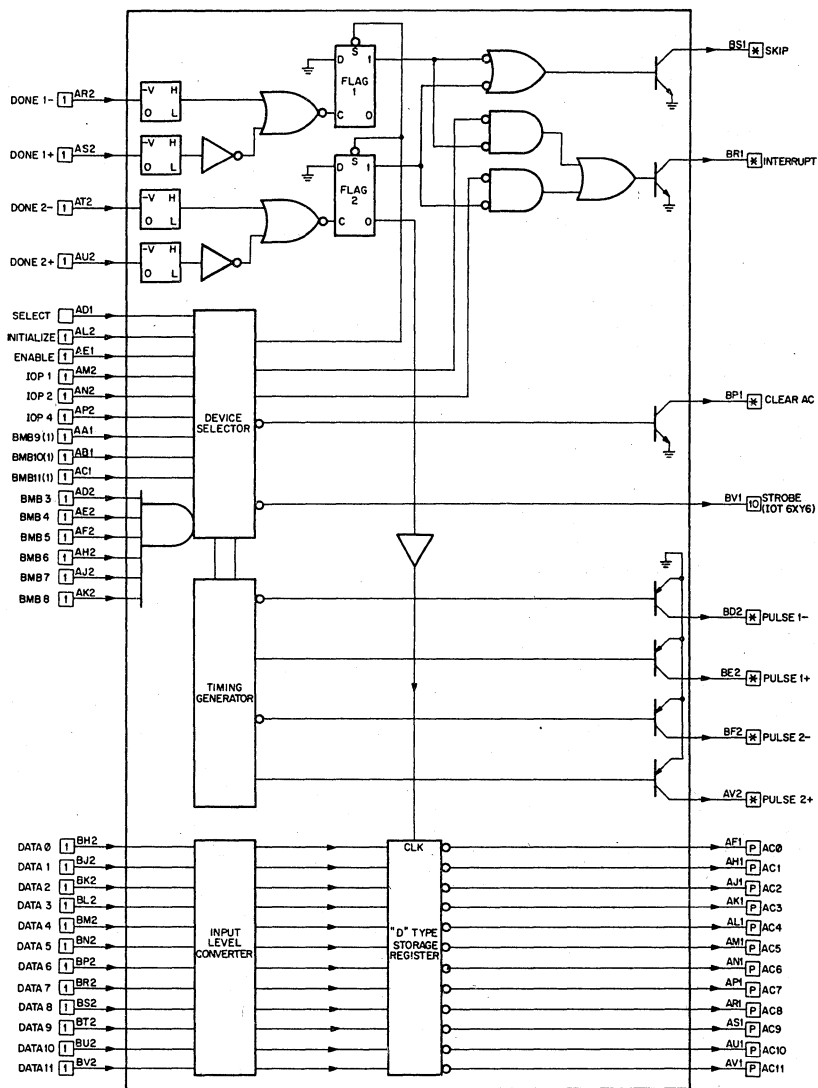 BS1 * SKIP
S
D 1
FLAG
1
C 0
DONE 1- 1 AR2
-V H
O L
DONE 1+ 1 AS2
-V H
O L
S
D 1
FLAG
2
C 0
BR1 * INTERRUPT
DONE 2- 1 AT2
-V H
O L
DONE 2+ 1 AU2
-V H
O L
SELECT AD1
INITIALIZE 1 AL2
ENABLE 1 AE1
IOP 1 1 AM2
IOP 2 1 AN2
IOP 4 1 AP2
BMB9(1) 1 AA1
BMB10(1) 1 AB1
BMB11(1) 1 AC1
BMB 3 1 AD2
BMB 4 1 AE2
BMB 5 1 AF2
BMB 6 1 AH2
BMB 7 1 AJ2
BMB 8 1 AK2
DEVICE
SELECTOR
BP1 * CLEAR AC
BV1 10 STROBE
(IOT 6XY6)
TIMING
GENERATOR
BD2 * PULSE 1-
BE2 * PULSE 1+
BF2 * PULSE 2-
AV2 * PULSE 2+
DATA 0 1 BH2
DATA 1 1 BJ2
DATA 2 1 BK2
DATA 3 1 BL2
DATA 4 1 BM2
DATA 5 1 BN2
DATA 6 1 BP2
DATA 7 1 BR2
DATA 8 1 BS2
DATA 9 1 BT2
DATA 10 1 BU2
DATA 11 1 BV2
INPUT
LEVEL
CONVERTER
CLK
"D" TYPE
STORAGE
REGISTER
AF1 P AC0
AH1 P AC1
AJ1 P AC2
AK1 P AC3
AL1 P AC4
AM1 P AC5
AN1 P AC6
AP1 P AC7
AR1 P AC8
AS1 P AC9
AU1 P AC10
AV1 P AC11